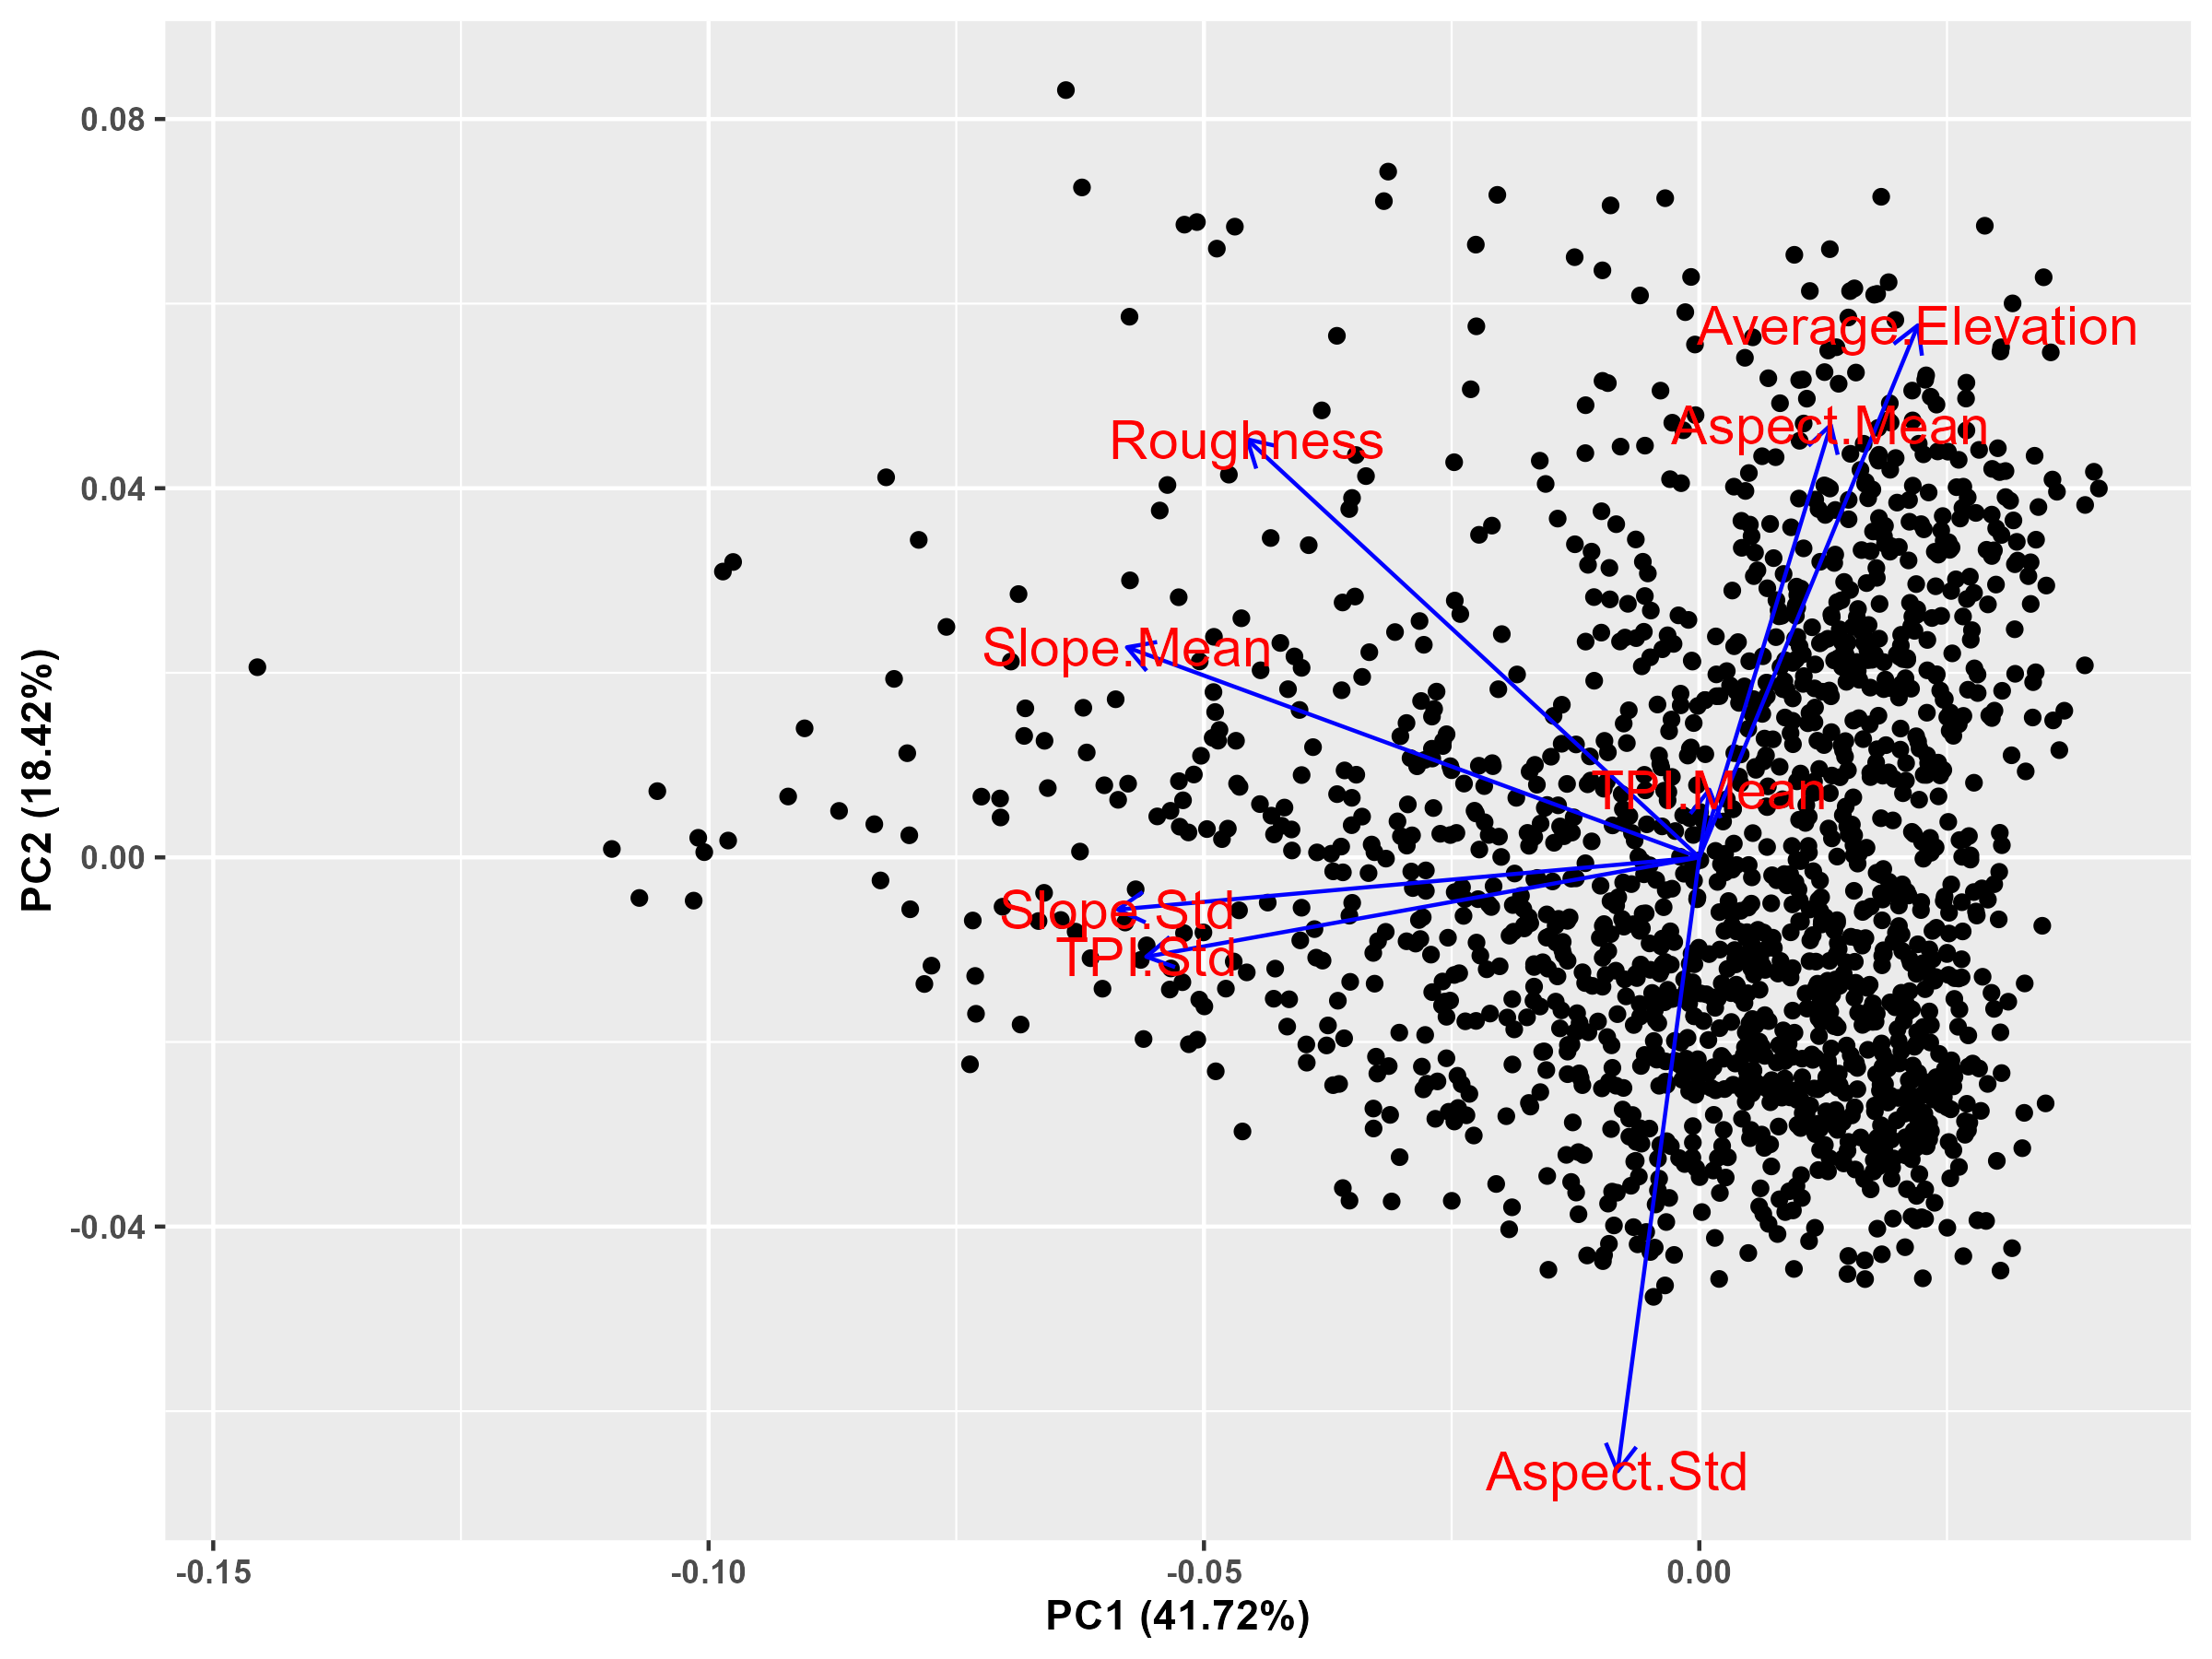 0.08
Average.Elevation
Aspect.Mean
Roughness
0.04
Slope.Mean
TPI.Mean
0.00
Slope.Std
TPI.Std
-0.04
Aspect.Std
PC2 (18.42%)
-0.15 -0.10 -0.05 0.00
PC1 (41.72%)